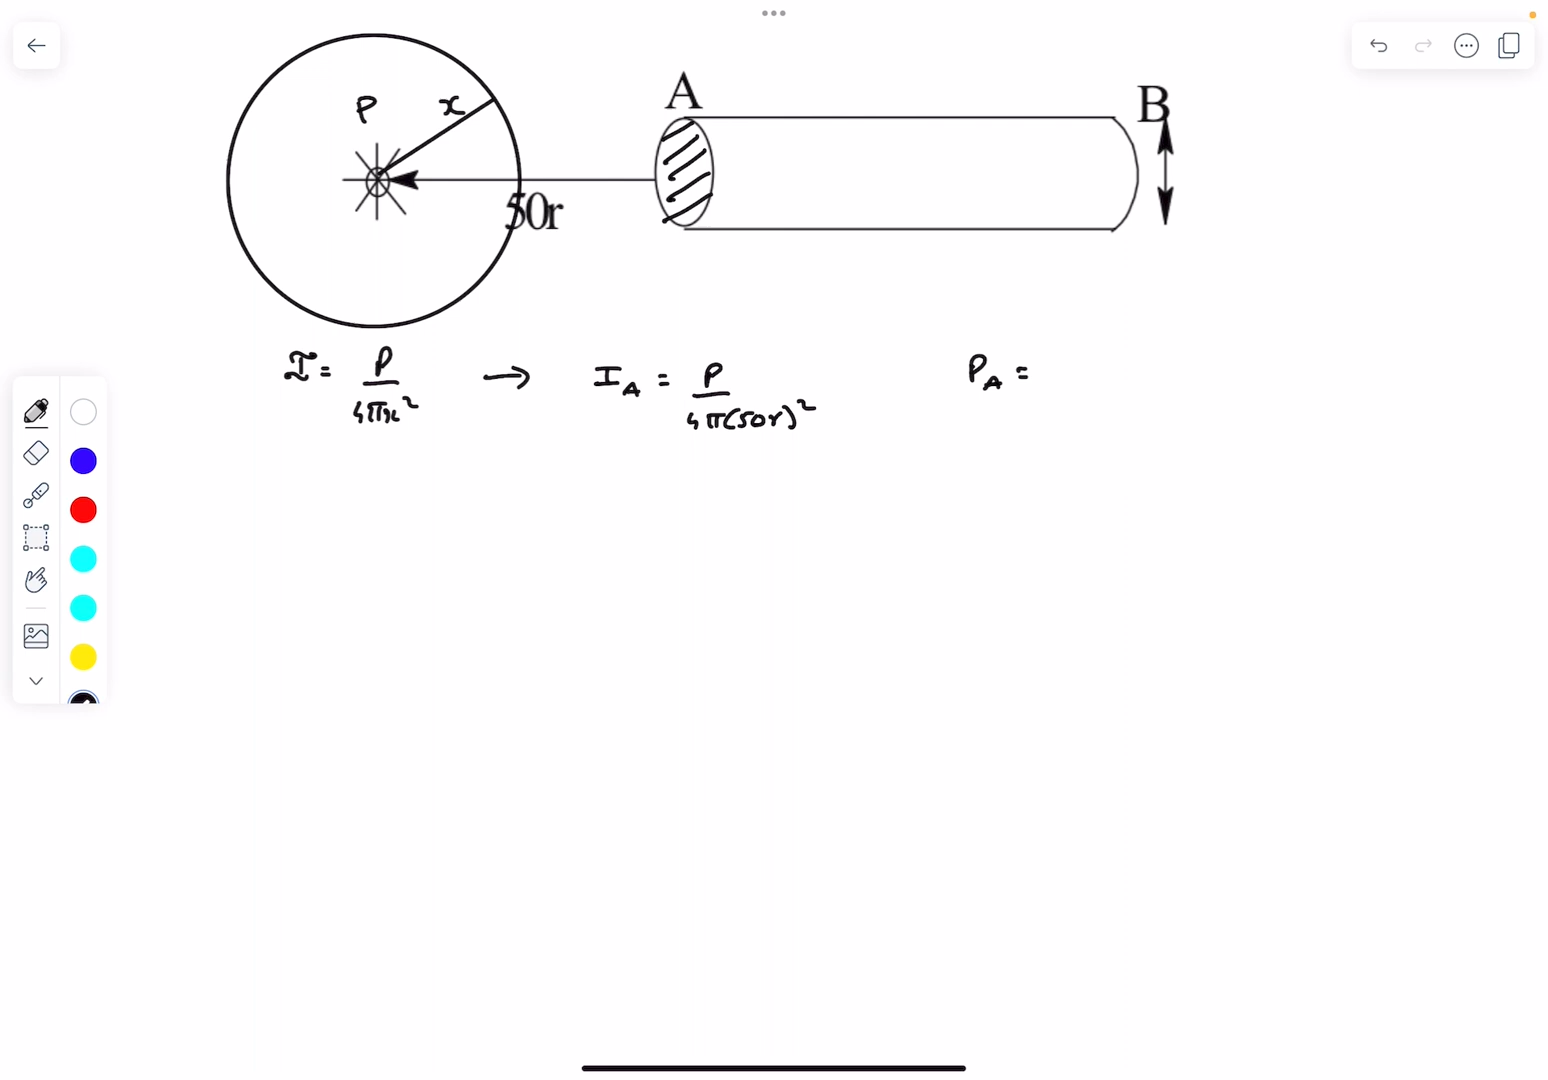 A
B
P x
50r
I = P / 4πx² → I_A = P / 4π(50r)² P_A =